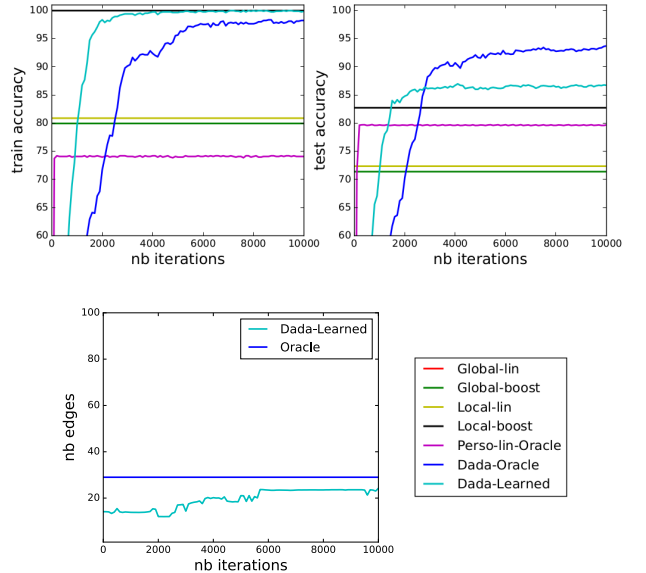 100
95
90
85
80
75
70
65
60
train accuracy
0 2000 4000 6000 8000 10000
nb iterations
100
95
90
85
80
75
70
65
60
test accuracy
0 2000 4000 6000 8000 10000
nb iterations
100
80
60
40
20
nb edges
Dada-Learned
Oracle
0 2000 4000 6000 8000 10000
nb iterations
Global-lin
Global-boost
Local-lin
Local-boost
Perso-lin-Oracle
Dada-Oracle
Dada-Learned